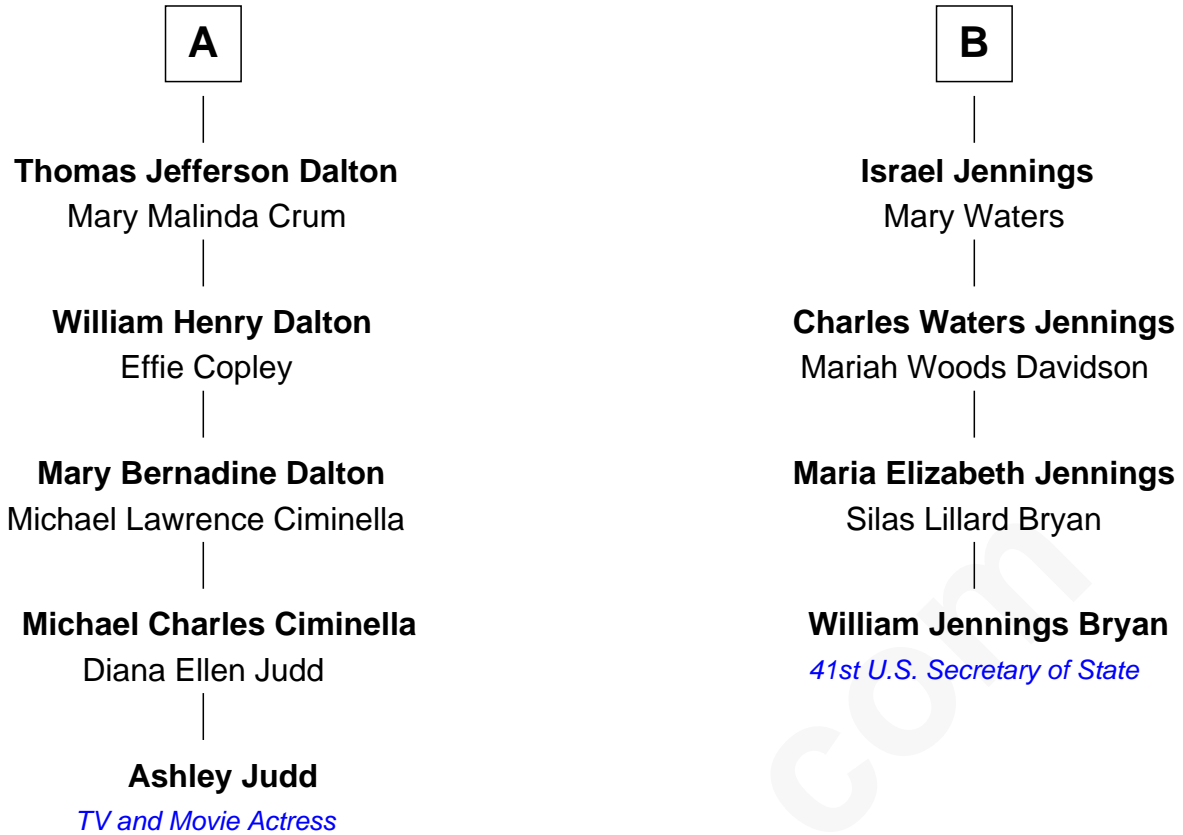 A
Thomas Jefferson Dalton
Mary Malinda Crum
William Henry Dalton
Effie Copley
Mary Bernadine Dalton
Michael Lawrence Ciminella
Michael Charles Ciminella
Diana Ellen Judd
Ashley Judd
TV and Movie Actress
B
Israel Jennings
Mary Waters
Charles Waters Jennings
Mariah Woods Davidson
Maria Elizabeth Jennings
Silas Lillard Bryan
William Jennings Bryan
41st U.S. Secretary of State
com